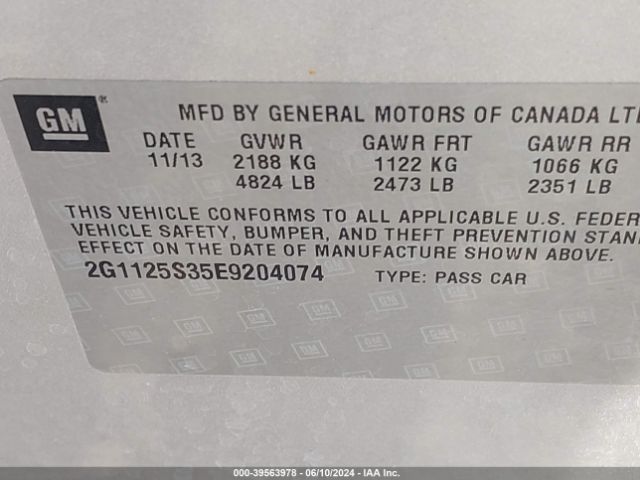 GM ®
MFD BY GENERAL MOTORS OF CANADA LT
DATE GVWR GAWR FRT GAWR RR
11/13 2188 KG 1122 KG 1066 KG
4824 LB 2473 LB 2351 LB
THIS VEHICLE CONFORMS TO ALL APPLICABLE U.S. FEDER
VEHICLE SAFETY, BUMPER, AND THEFT PREVENTION STAN
EFFECT ON THE DATE OF MANUFACTURE SHOWN ABOVE.
2G1125S35E9204074 TYPE: PASS CAR
000-39563978 - 06/10/2024 - IAA Inc.